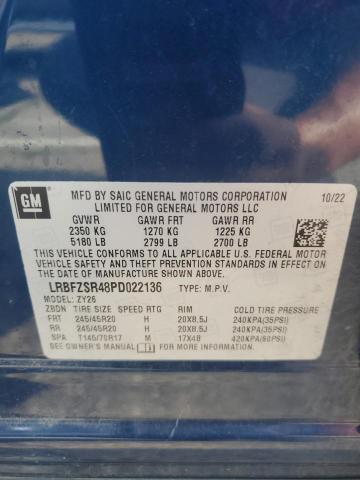 GM
MFD BY SAIC GENERAL MOTORS CORPORATION
LIMITED FOR GENERAL MOTORS LLC
10/22
GVWR GAWR FRT GAWR RR
2350 KG 1270 KG 1225 KG
5180 LB 2799 LB 2700 LB
THIS VEHICLE CONFORMS TO ALL APPLICABLE U.S. FEDERAL MOTOR
VEHICLE SAFETY, BUMPER, AND THEFT PREVENTION STANDARDS IN EFFECT ON THE
DATE OF MANUFACTURE SHOWN ABOVE.
LRBFZSR48PD022136 TYPE: M.P.V.
MODEL: ZY26
ZBDN TIRE SIZE SPEED RTG RIM COLD TIRE PRESSURE
FRT 245/45R20 H 20X8.5J 240KPA(35PSI)
RR 245/45R20 H 20X8.5J 240KPA(35PSI)
SPA T145/70R17 M 17X4B 420KPA(60PSI)
SEE OWNER'S MANUAL FOR ADDITIONAL INFORMATION